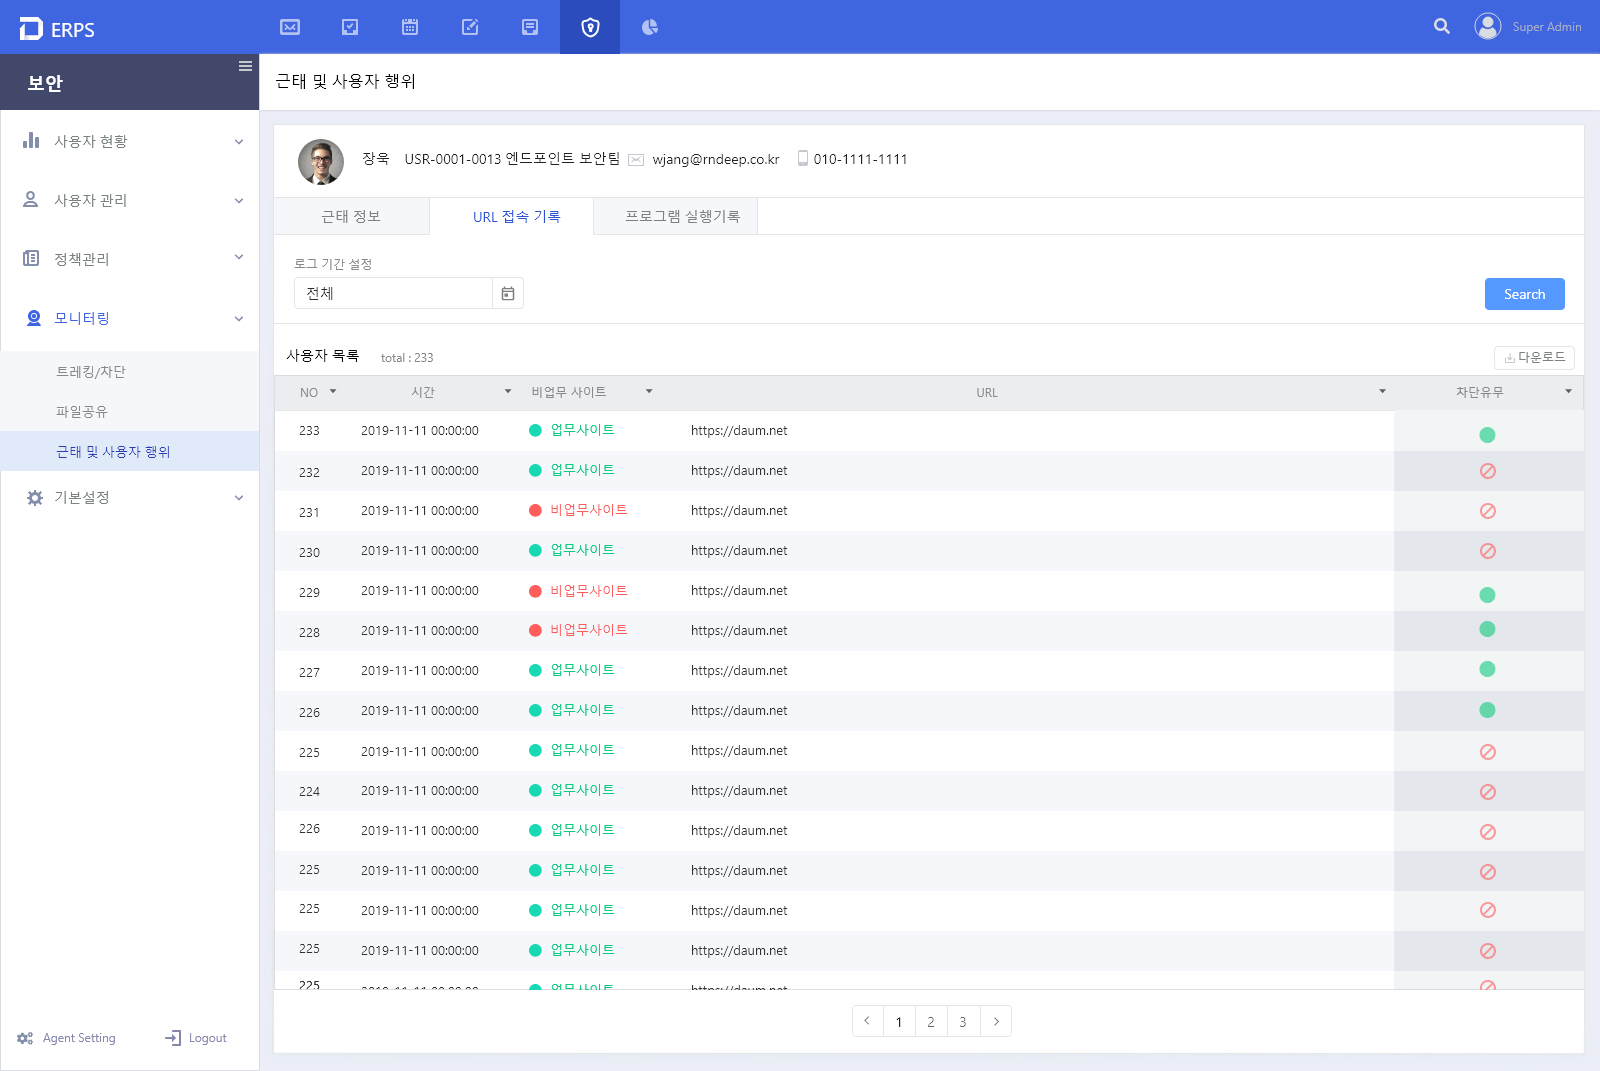 ERPS
Super Admin
보안
근태 및 사용자 행위
사용자 현황
사용자 관리
정책관리
모니터링
트레킹/차단
파일공유
근태 및 사용자 행위
기본설정
Agent Setting
Logout
장욱 USR-0001-0013 엔드포인트 보안팀 wjang@rndeep.co.kr 010-1111-1111
근태 정보 URL 접속 기록 프로그램 실행기록
로그 기간 설정
전체
Search
사용자 목록 total : 233
다운로드
NO 시간 비업무 사이트 URL 차단유무
233 2019-11-11 00:00:00 업무사이트 https://daum.net
232 2019-11-11 00:00:00 업무사이트 https://daum.net
231 2019-11-11 00:00:00 비업무사이트 https://daum.net
230 2019-11-11 00:00:00 업무사이트 https://daum.net
229 2019-11-11 00:00:00 비업무사이트 https://daum.net
228 2019-11-11 00:00:00 비업무사이트 https://daum.net
227 2019-11-11 00:00:00 업무사이트 https://daum.net
226 2019-11-11 00:00:00 업무사이트 https://daum.net
225 2019-11-11 00:00:00 업무사이트 https://daum.net
224 2019-11-11 00:00:00 업무사이트 https://daum.net
226 2019-11-11 00:00:00 업무사이트 https://daum.net
225 2019-11-11 00:00:00 업무사이트 https://daum.net
225 2019-11-11 00:00:00 업무사이트 https://daum.net
225 2019-11-11 00:00:00 업무사이트 https://daum.net
225 2019-11-11 00:00:00 업무사이트 https://daum.net
1 2 3